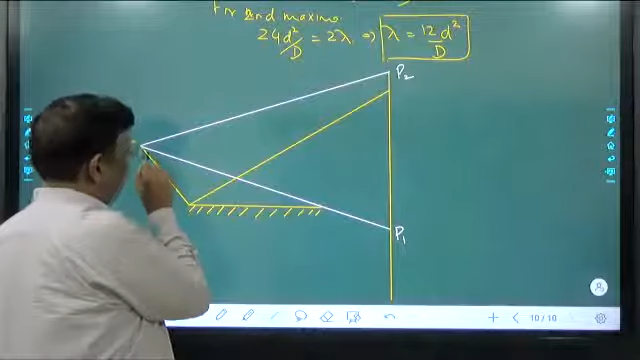 For 2nd maxima
24d²/D = 2λ ⇒ λ = 12d²/D
P₂
P₁
10/10